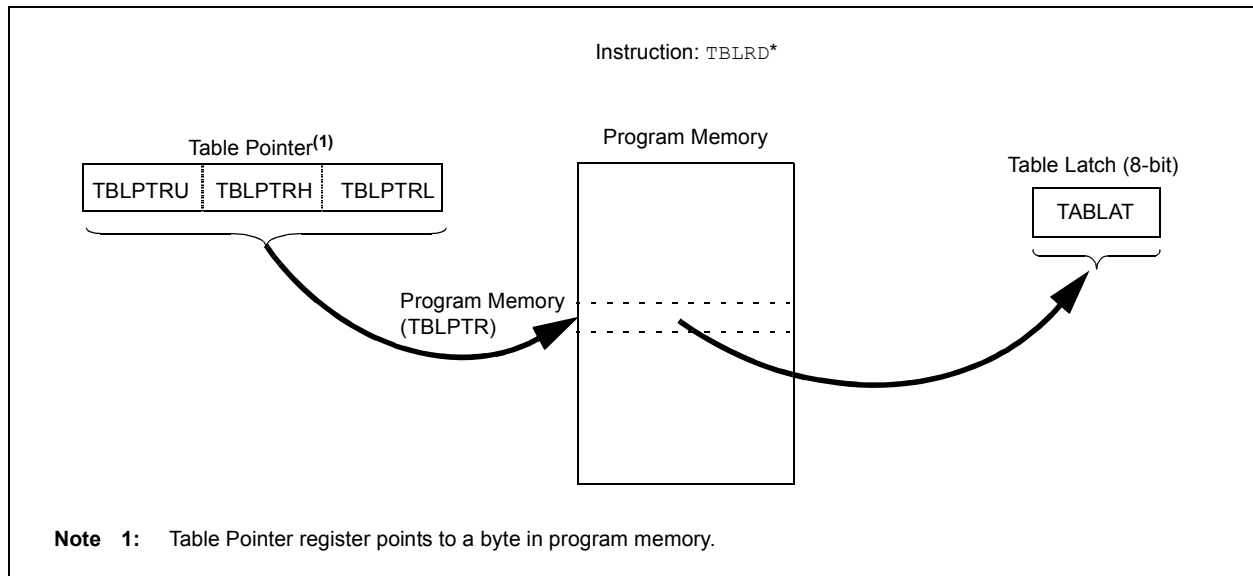 Instruction: TBLRD*
Table Pointer(1)
TBLPTRU TBLPTRH TBLPTRL
Program Memory
Table Latch (8-bit)
TABLAT
Program Memory
(TBLPTR)
Note 1: Table Pointer register points to a byte in program memory.